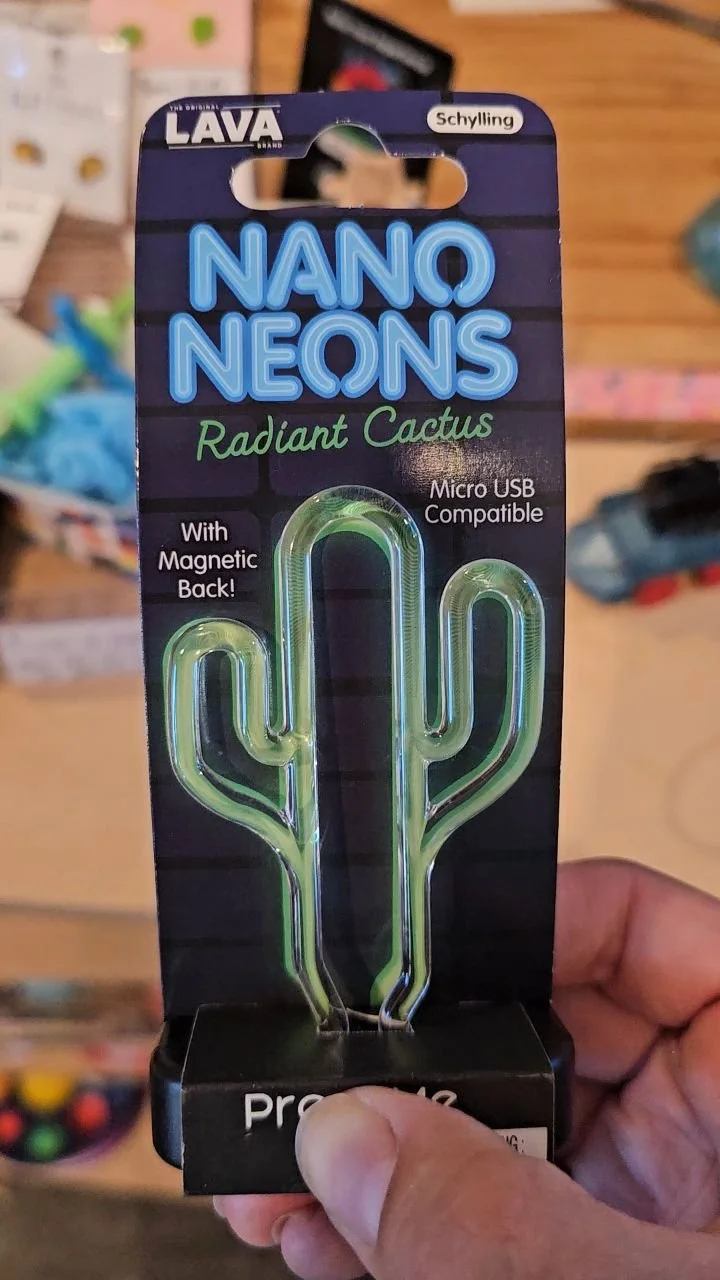 THE ORIGINAL
LAVA
BRAND
Schylling
NANO
NEONS
Radiant Cactus
Micro USB
Compatible
With
Magnetic
Back!